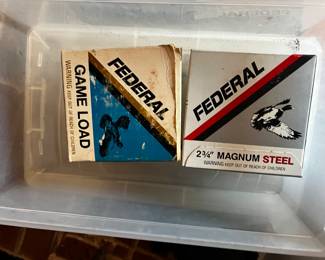 FEDERAL
GAME LOAD
WARNING KEEP OUT OF REACH OF CHILDREN
FEDERAL
2 3/4" MAGNUM STEEL
WARNING KEEP OUT OF REACH OF CHILDREN